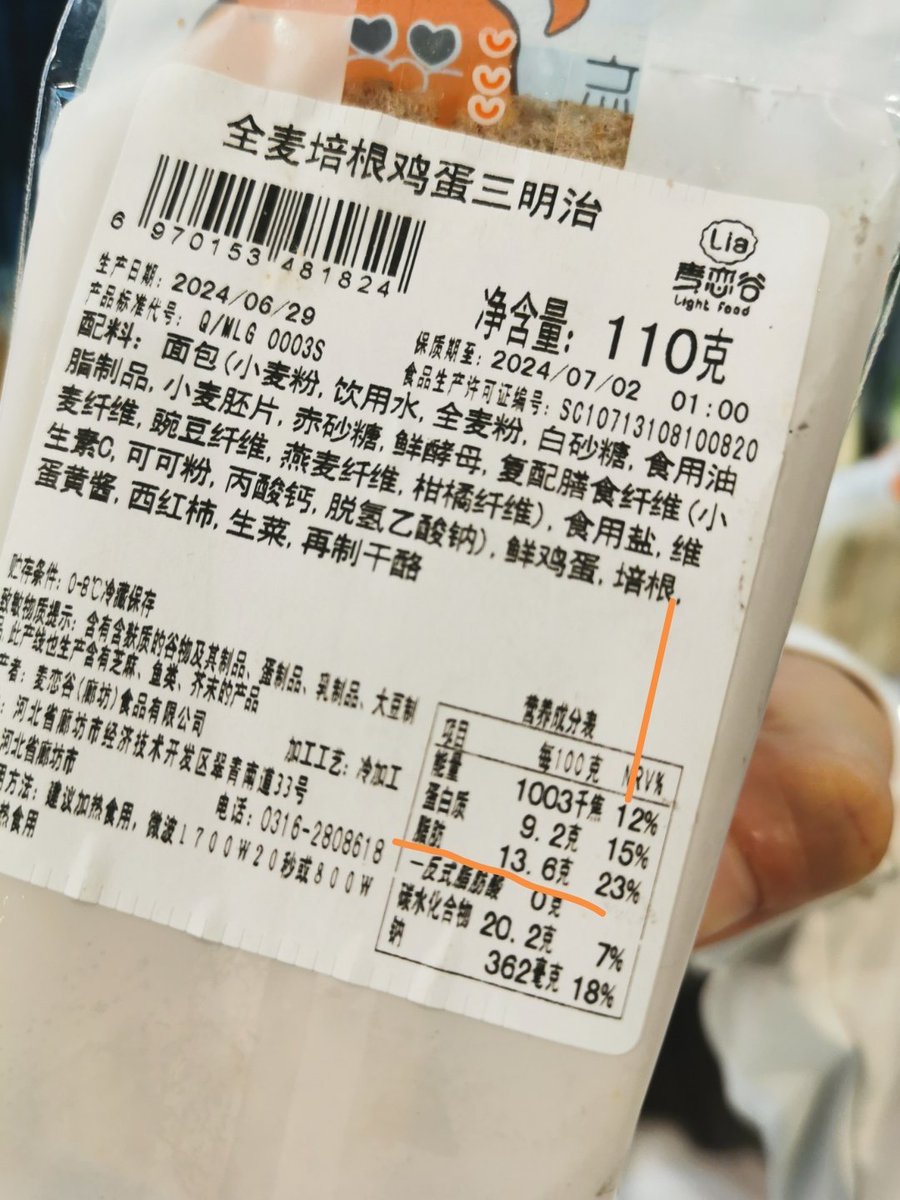 全麦培根鸡蛋三明治
6 970153 481824
Lia
麦恋谷
Light Food
生产日期: 2024/06/29
净含量: 110克
产品标准代号: Q/MLG 0003S
保质期至: 2024/07/02 01:00
食品生产许可证编号: SC10713108100820
配料: 面包(小麦粉, 饮用水, 全麦粉, 白砂糖, 食用油
脂制品, 小麦胚片, 赤砂糖, 鲜酵母, 复配膳食纤维(小
麦纤维, 豌豆纤维, 燕麦纤维, 柑橘纤维), 食用盐, 维
生素C, 可可粉, 丙酸钙, 脱氢乙酸钠), 鲜鸡蛋, 培根,
蛋黄酱, 西红柿, 生菜, 再制干酪
贮存条件: 0-8℃冷藏保存
致敏物质提示: 含有含麸质的谷物及其制品、蛋制品、乳制品、大豆制
此产线也生产含有芝麻、鱼类、芥末的产品
产者: 麦恋谷(廊坊)食品有限公司
: 河北省廊坊市经济技术开发区翠青南道33号
河北省廊坊市
加工工艺: 冷加工
电话: 0316-2808618
用方法: 建议加热食用, 微波1700W20秒或800W
热食用
营养成分表
项目 每100克 NRV%
能量 1003千焦 12%
蛋白质 9.2克 15%
脂肪 13.6克 23%
—反式脂肪酸 0克
碳水化合物 20.2克 7%
钠 362毫克 18%